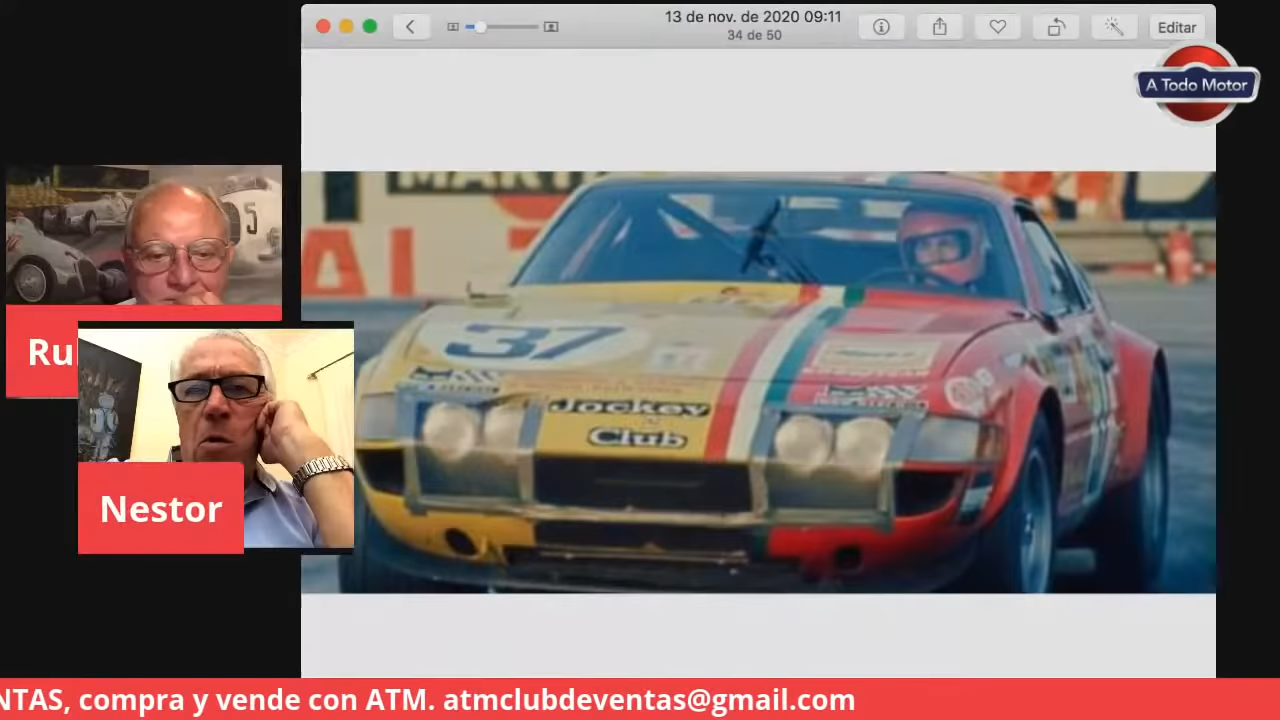 13 de nov. de 2020 09:11
34 de 50
Editar
A Todo Motor
5
37
Jockey
Club
Ru
Nestor
NTAS, compra y vende con ATM. atmclubdeventas@gmail.com